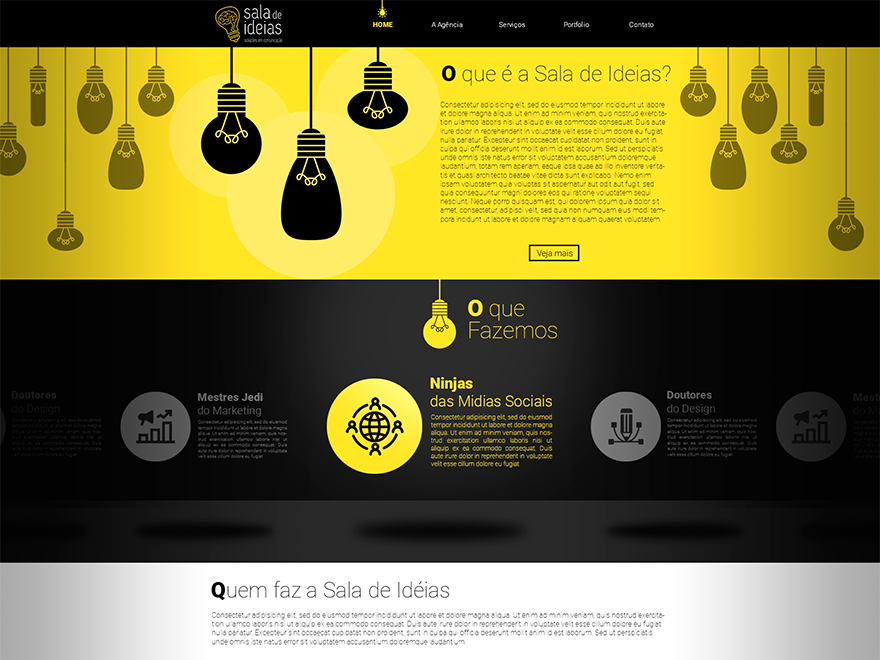 sala de
ideias
soluções em comunicação
HOME
A Agência
Serviços
Portfolio
Contato
O que é a Sala de Ideias?
Consectetur adipisicing elit, sed do eiusmod tempor incididunt ut labore
et dolore magna aliqua. Ut enim ad minim veniam, quis nostrud exercita-
tion ullamco laboris nisi ut aliquip ex ea commodo consequat. Duis aute
irure dolor in reprehenderit in voluptate velit esse cillum dolore eu fugiat
nulla pariatur. Excepteur sint occaecat cupidatat non proident, sunt in
culpa qui officia deserunt mollit anim id est laborum. Sed ut perspiciatis
unde omnis iste natus error sit voluptatem accusantium doloremque
laudantium, totam rem aperiam, eaque ipsa quae ab illo inventore verita-
tis et quasi architecto beatae vitae dicta sunt explicabo. Nemo enim
ipsam voluptatem quia voluptas sit aspernatur aut odit aut fugit, sed
quia consequuntur magni dolores eos qui ratione voluptatem sequi
nesciunt. Neque porro quisquam est, qui dolorem ipsum quia dolor sit
amet, consectetur, adipisci velit, sed quia non numquam eius modi tem-
pora incidunt ut labore et dolore magnam aliquam quaerat voluptatem.
Veja mais
O que
Fazemos
Doutores
do Design
Mestres Jedi
do Marketing
Consectetur adipisicing elit, sed do eiusmod
tempor incididunt ut labore et dolore magna
aliqua. Ut enim ad minim veniam, quis
nostrud exercitation ullamco laboris nisi ut
aliquip ex ea commodo consequat. Duis
aute irure dolor in reprehenderit in voluptate
velit esse cillum dolore eu fugiat
Ninjas
das Midias Sociais
Consectetur adipisicing elit, sed do eiusmod
tempor incididunt ut labore et dolore magna
aliqua. Ut enim ad minim veniam, quis nos-
trud exercitation ullamco laboris nisi ut
aliquip ex ea commodo consequat. Duis
aute irure dolor in reprehenderit in voluptate
velit esse cillum dolore eu fugiat
Doutores
do Design
Consectetur adipisicing elit, sed do eiusmod
tempor incididunt ut labore et dolore magna
aliqua. Ut enim ad minim veniam, quis
nostrud exercitation ullamco laboris nisi ut
aliquip ex ea commodo consequat. Duis
aute irure dolor in reprehenderit in voluptate
velit esse cillum dolore eu fugiat
Quem faz a Sala de Idéias
Consectetur adipisicing elit, sed do eiusmod tempor incididunt ut labore et dolore magna aliqua. Ut enim ad minim veniam, quis nostrud exercita-
tion ullamco laboris nisi ut aliquip ex ea commodo consequat. Duis aute irure dolor in reprehenderit in voluptate velit esse cillum dolore eu fugiat
nulla pariatur. Excepteur sint occaecat cupidatat non proident, sunt in culpa qui officia deserunt mollit anim id est laborum. Sed ut perspiciatis
unde omnis iste natus error sit voluptatem accusantium doloremque laudantium